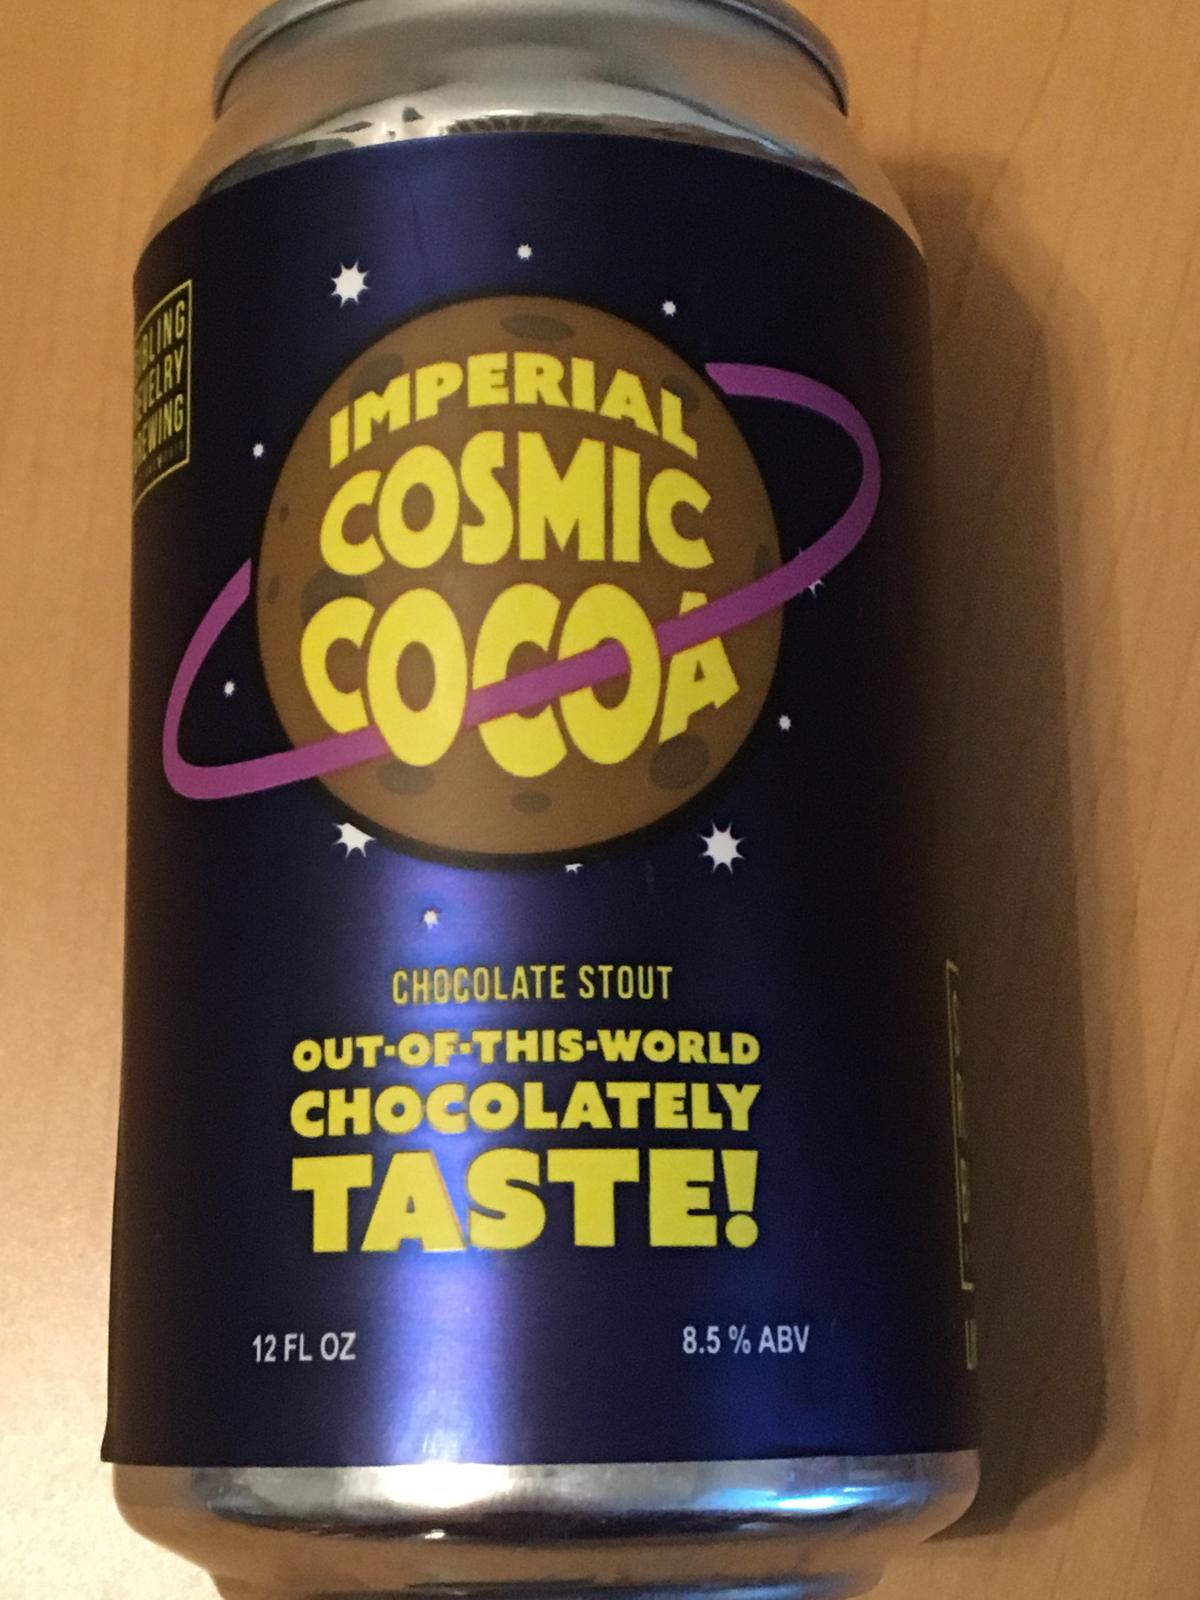 IMPERIAL
COSMIC
COCOA
CHOCOLATE STOUT
OUT-OF-THIS-WORLD
CHOCOLATELY
TASTE!
12 FL OZ
8.5 % ABV